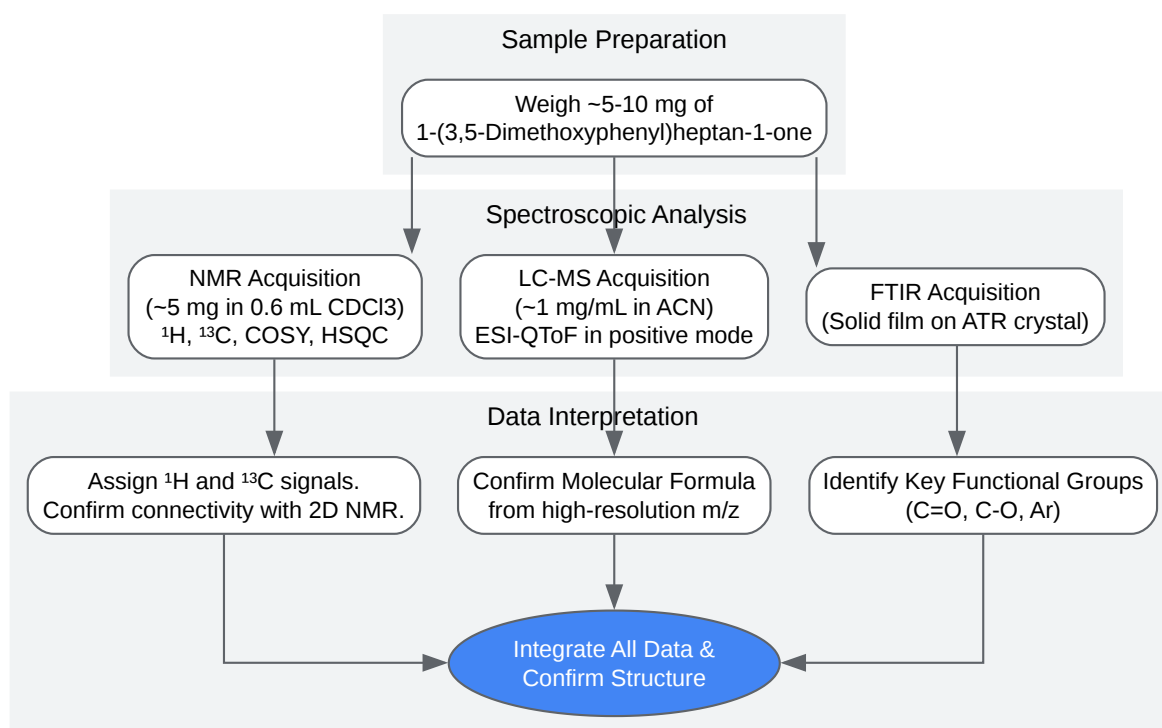 Sample Preparation
Weigh ~5-10 mg of
1-(3,5-Dimethoxyphenyl)heptan-1-one
Spectroscopic Analysis
NMR Acquisition
(~5 mg in 0.6 mL CDCl3)
¹H, ¹³C, COSY, HSQC
LC-MS Acquisition
(~1 mg/mL in ACN)
ESI-QToF in positive mode
FTIR Acquisition
(Solid film on ATR crystal)
Data Interpretation
Assign ¹H and ¹³C signals.
Confirm connectivity with 2D NMR.
Confirm Molecular Formula
from high-resolution m/z
Identify Key Functional Groups
(C=O, C-O, Ar)
Integrate All Data &
Confirm Structure